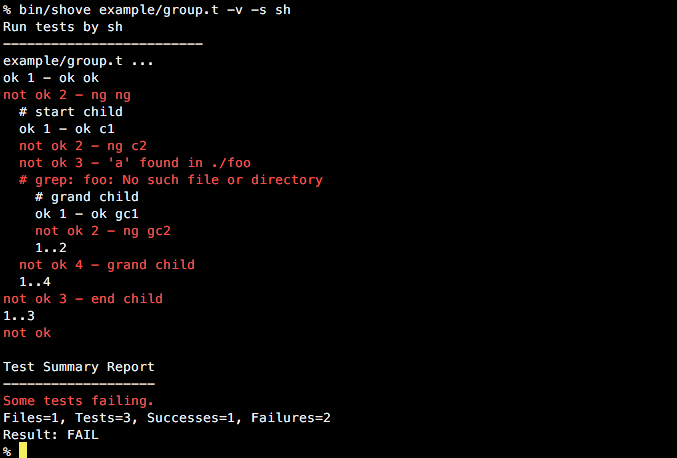 % bin/shove example/group.t -v -s sh
Run tests by sh
-------------------------
example/group.t ...
ok 1 - ok ok
not ok 2 - ng ng
  # start child
  ok 1 - ok c1
  not ok 2 - ng c2
  not ok 3 - 'a' found in ./foo
  # grep: foo: No such file or directory
    # grand child
    ok 1 - ok gc1
    not ok 2 - ng gc2
    1..2
  not ok 4 - grand child
  1..4
not ok 3 - end child
1..3
not ok

Test Summary Report
-------------------
Some tests failing.
Files=1, Tests=3, Successes=1, Failures=2
Result: FAIL
%